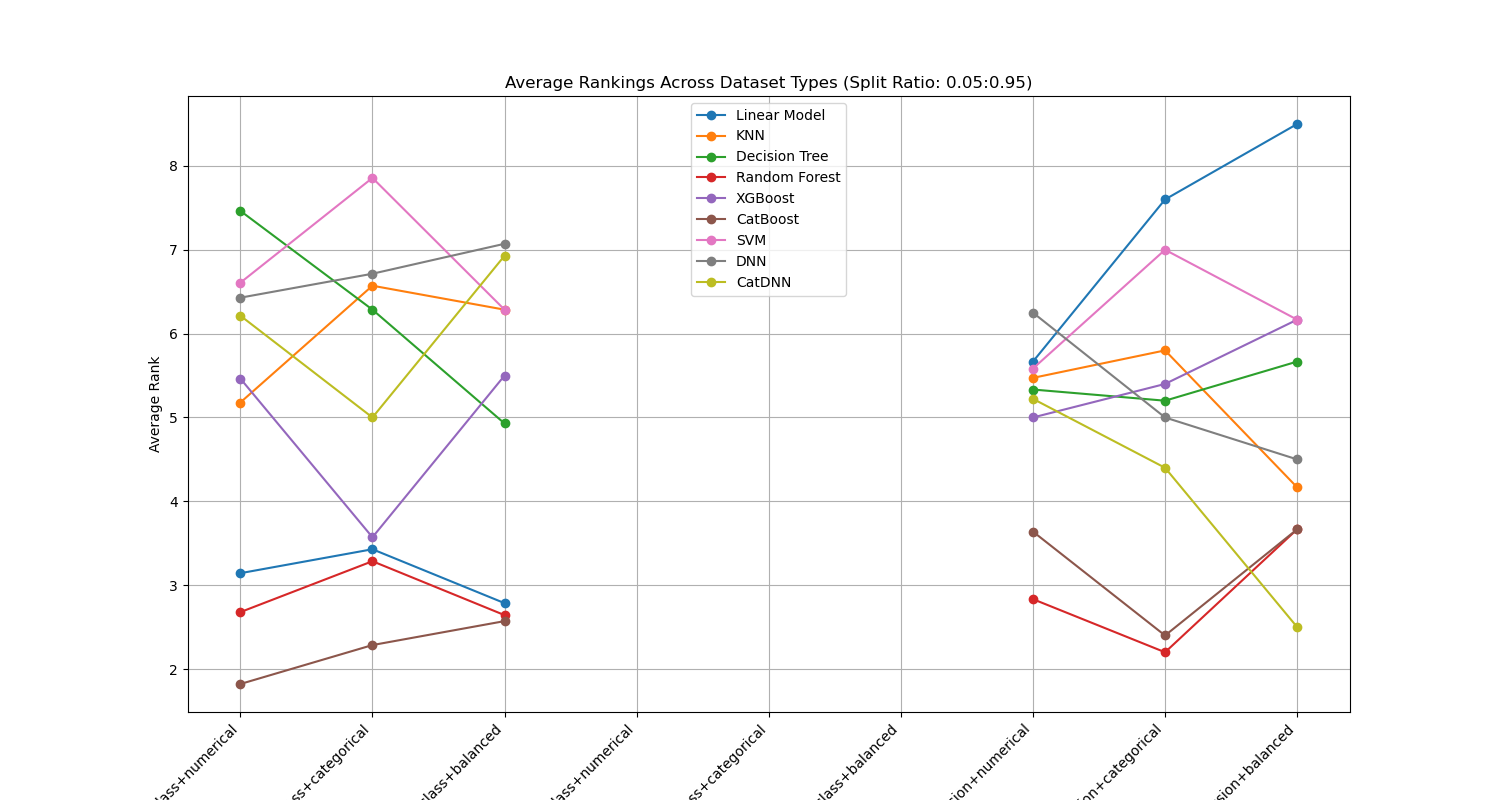 Average Rankings Across Dataset Types (Split Ratio: 0.05:0.95)
Linear Model
KNN
Decision Tree
Random Forest
XGBoost
CatBoost
SVM
DNN
CatDNN
Average Rank
8
7
6
5
4
3
2
lass+numerical
ss+categorical
lass+balanced
lass+numerical
ss+categorical
lass+balanced
sion+numerical
on+categorical
sion+balanced